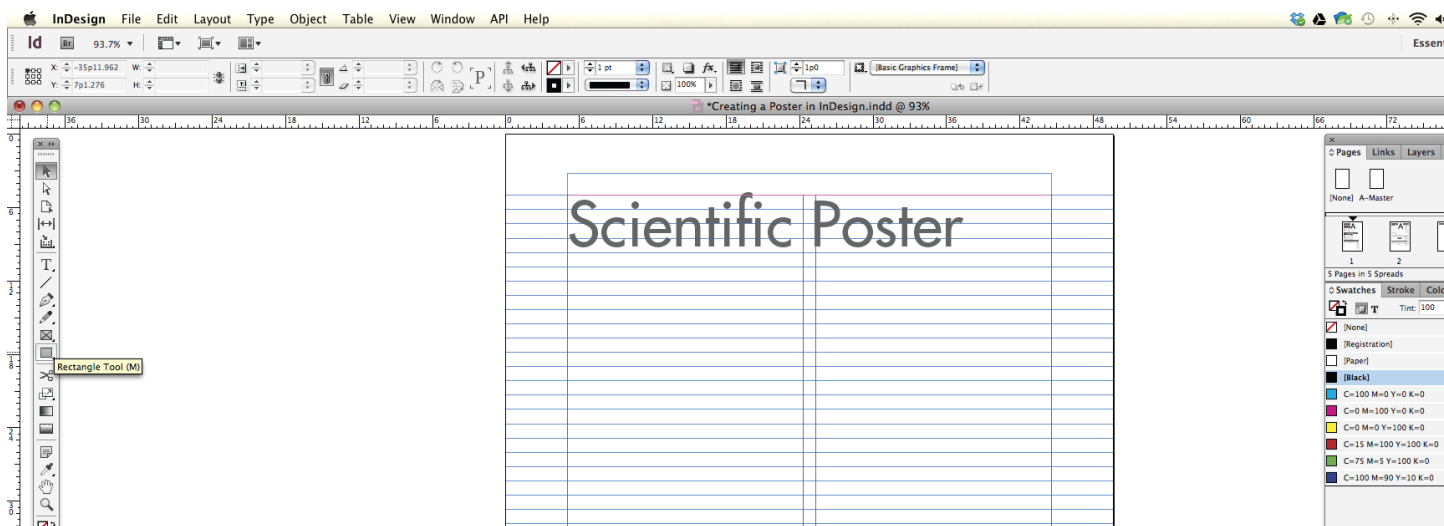 InDesign File Edit Layout Type Object Table View Window API Help
Id Br 93.7%
X: -35p11.962 W: 1 pt 1p0 [Basic Graphics Frame]
Y: 7p1.276 H: 100%
*Creating a Poster in InDesign.indd @ 93%
36 30 24 18 12 6 0 6 12 18 24 30 36 42 48 54 60 66 72
Pages Links Layers
[None] A-Master
Scientific Poster
1 2
5 Pages in 5 Spreads
Swatches Stroke
Tint: 100
[None]
[Registration]
[Paper]
Rectangle Tool (M)
[Black]
C=100 M=0 Y=0 K=0
C=0 M=100 Y=0 K=0
C=0 M=0 Y=100 K=0
C=15 M=100 Y=100 K=0
C=75 M=5 Y=100 K=0
C=100 M=90 Y=10 K=0